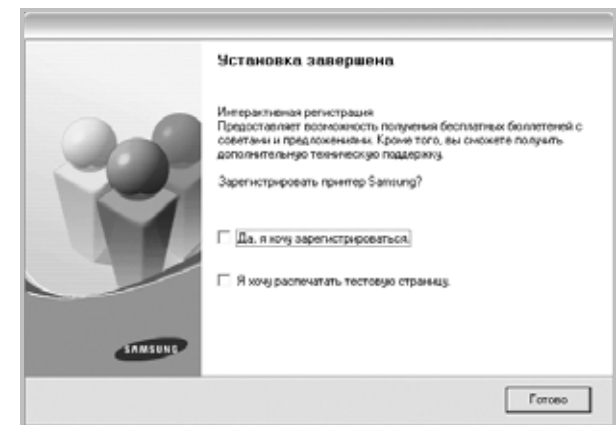 Установка завершена
Интерактивная регистрация
Предоставляет возможность получения бесплатных бюллетеней с
советами и предложениями. Кроме того, вы сможете получить
дополнительную техническую поддержку.
Зарегистрировать принтер Samsung?
Да, я хочу зарегистрироваться.
Я хочу распечатать тестовую страницу.
SAMSUNG
Готово